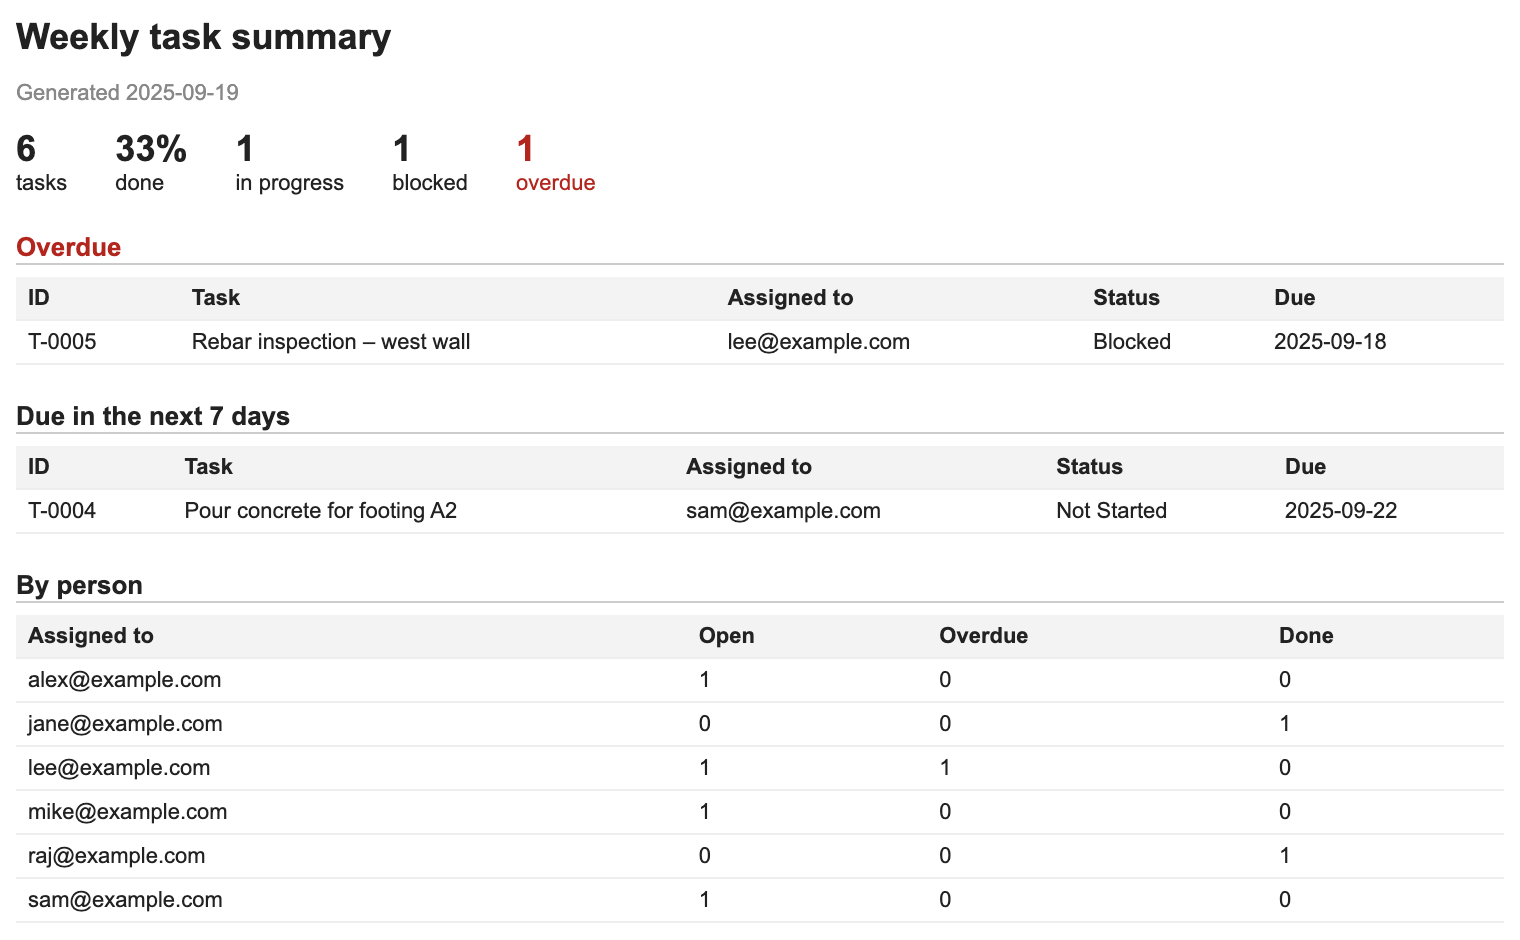 Weekly task summary
Generated 2025-09-19
6 33% 1 1 1
tasks done in progress blocked overdue
Overdue
ID Task Assigned to Status Due
T-0005 Rebar inspection – west wall lee@example.com Blocked 2025-09-18
Due in the next 7 days
ID Task Assigned to Status Due
T-0004 Pour concrete for footing A2 sam@example.com Not Started 2025-09-22
By person
Assigned to Open Overdue Done
alex@example.com 1 0 0
jane@example.com 0 0 1
lee@example.com 1 1 0
mike@example.com 1 0 0
raj@example.com 0 0 1
sam@example.com 1 0 0